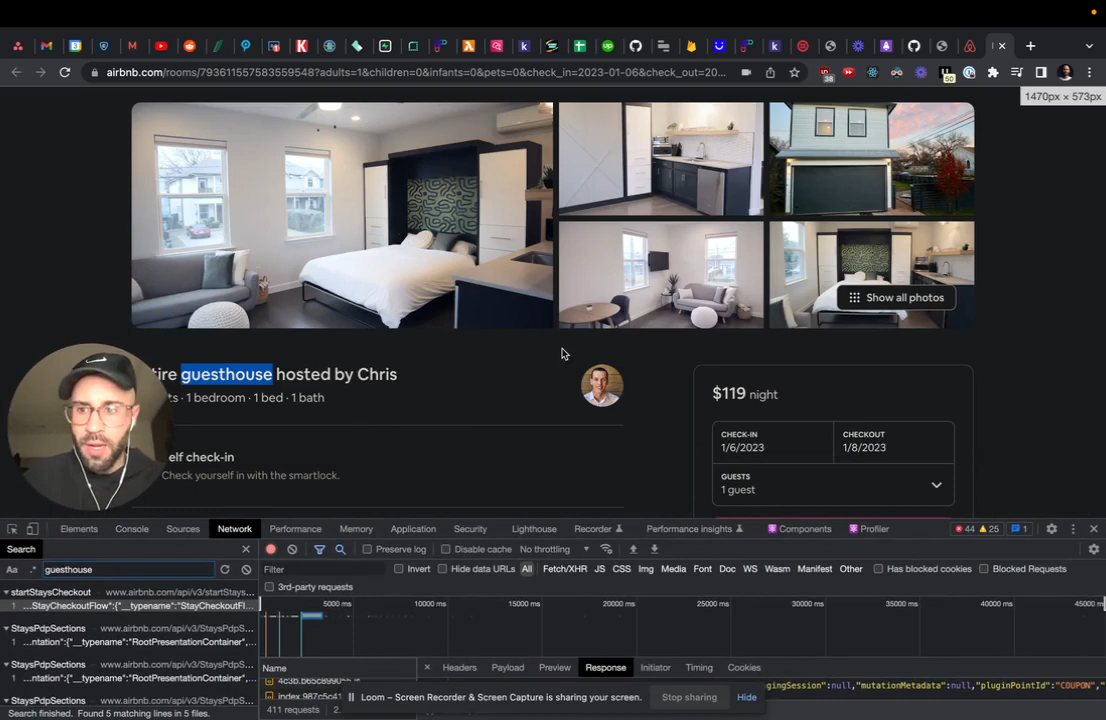 airbnb.com/rooms/793611557583559548?adults=1&children=0&infants=0&pets=0&check_in=2023-01-06&check_out=20...
38
50
1470px × 573px
Show all photos
tire guesthouse hosted by Chris
ts · 1 bedroom · 1 bed · 1 bath
elf check-in
Check yourself in with the smartlock.
$119 night
CHECK-IN
1/6/2023
CHECKOUT
1/8/2023
GUESTS
1 guest
Elements
Console
Sources
Network
Performance
Memory
Application
Security
Lighthouse
Recorder
Performance insights
Components
Profiler
44
25
1
Search
Preserve log
Disable cache
No throttling
Aa
.*
guesthouse
Filter
Invert
Hide data URLs
All
Fetch/XHR
JS
CSS
Img
Media
Font
Doc
WS
Wasm
Manifest
Other
Has blocked cookies
Blocked Requests
3rd-party requests
startStaysCheckout www.airbnb.com/api/v3/startStays...
1 ...StayCheckoutFlow":{"__typename":"StayCheckoutFl...
StaysPdpSections www.airbnb.com/api/v3/StaysPdpS...
1 ...ntation":{"__typename":"RootPresentationContainer",...
StaysPdpSections www.airbnb.com/api/v3/StaysPdpS...
1 ...ntation":{"__typename":"RootPresentationContainer",...
StaysPdpSections www.airbnb.com/api/v3/StaysPdpS...
Search finished. Found 5 matching lines in 5 files.
5000 ms
10000 ms
15000 ms
20000 ms
25000 ms
30000 ms
35000 ms
40000 ms
45000 m
Name
Headers
Payload
Preview
Response
Initiator
Timing
Cookies
index.987c5c41
411 requests
2.
Loom – Screen Recorder & Screen Capture is sharing your screen.
Stop sharing
Hide
gingSession":null,"mutationMetadata":null,"pluginPointId":"COUPON","